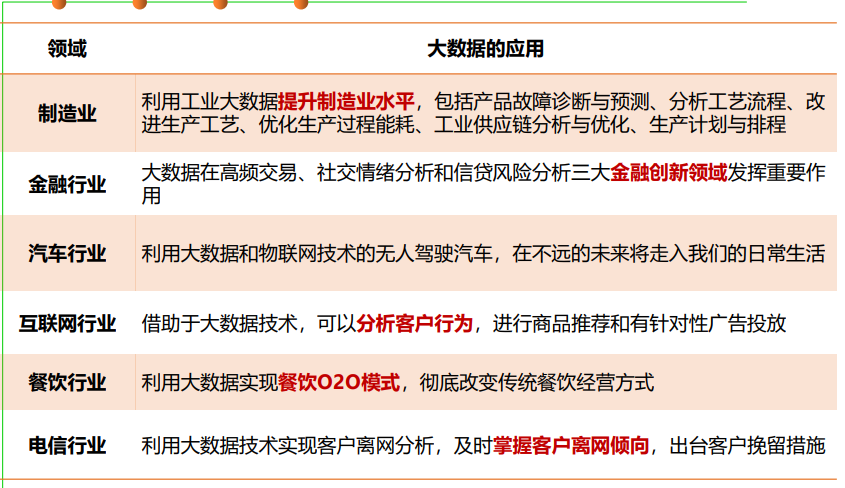 领域
大数据的应用
制造业
利用工业大数据提升制造业水平，包括产品故障诊断与预测、分析工艺流程、改
进生产工艺、优化生产过程能耗、工业供应链分析与优化、生产计划与排程
金融行业
大数据在高频交易、社交情绪分析和信贷风险分析三大金融创新领域发挥重要作
用
汽车行业
利用大数据和物联网技术的无人驾驶汽车，在不远的未来将走入我们的日常生活
互联网行业
借助于大数据技术，可以分析客户行为，进行商品推荐和有针对性广告投放
餐饮行业
利用大数据实现餐饮O2O模式，彻底改变传统餐饮经营方式
电信行业
利用大数据技术实现客户离网分析，及时掌握客户离网倾向，出台客户挽留措施